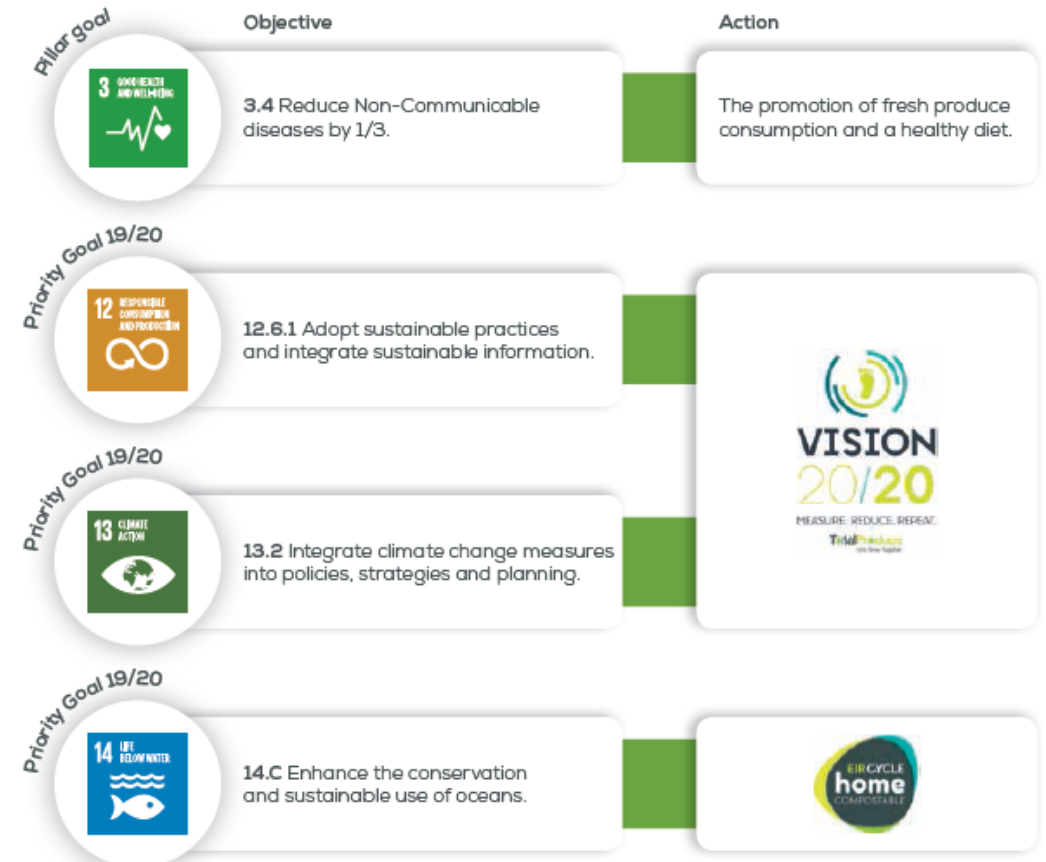 Objective
Action
Pillar goal
3 GOOD HEALTH
AND WELL-BEING
3.4 Reduce Non-Communicable
diseases by 1/3.
The promotion of fresh produce
consumption and a healthy diet.
Priority Goal 19/20
12 RESPONSIBLE
CONSUMPTION
AND PRODUCTION
12.6.1 Adopt sustainable practices
and integrate sustainable information.
Priority Goal 19/20
13 CLIMATE
ACTION
13.2 Integrate climate change measures
into policies, strategies and planning.
VISION
20/20
MEASURE. REDUCE. REPEAT.
Total Produce
Priority Goal 19/20
14 LIFE
BELOW WATER
14.C Enhance the conservation
and sustainable use of oceans.
EIRCYCLE
home
COMPOSTABLE